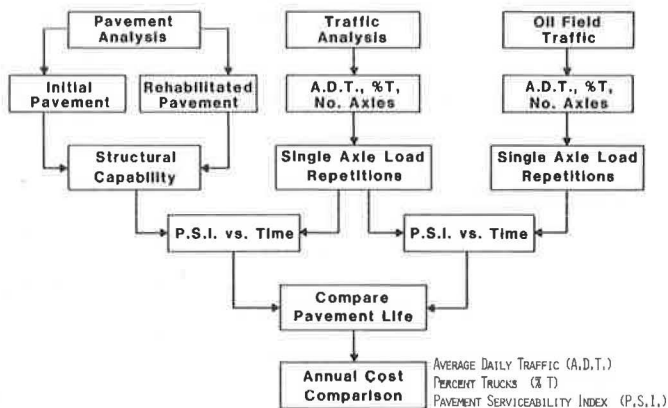 Pavement
Analysis
Traffic
Analysis
Oil Field
Traffic
Initial
Pavement
Rehabilitated
Pavement
A.D.T., %T,
No. Axles
A.D.T., %T,
No. Axles
Structural
Capability
Single Axle Load
Repetitions
Single Axle Load
Repetitions
P.S.I. vs. Time
P.S.I. vs. Time
Compare
Pavement Life
Annual Cost
Comparison
AVERAGE DAILY TRAFFIC (A.D.T.)
PERCENT TRUCKS (% T)
PAVEMENT SERVICEABILITY INDEX (P.S.I.)